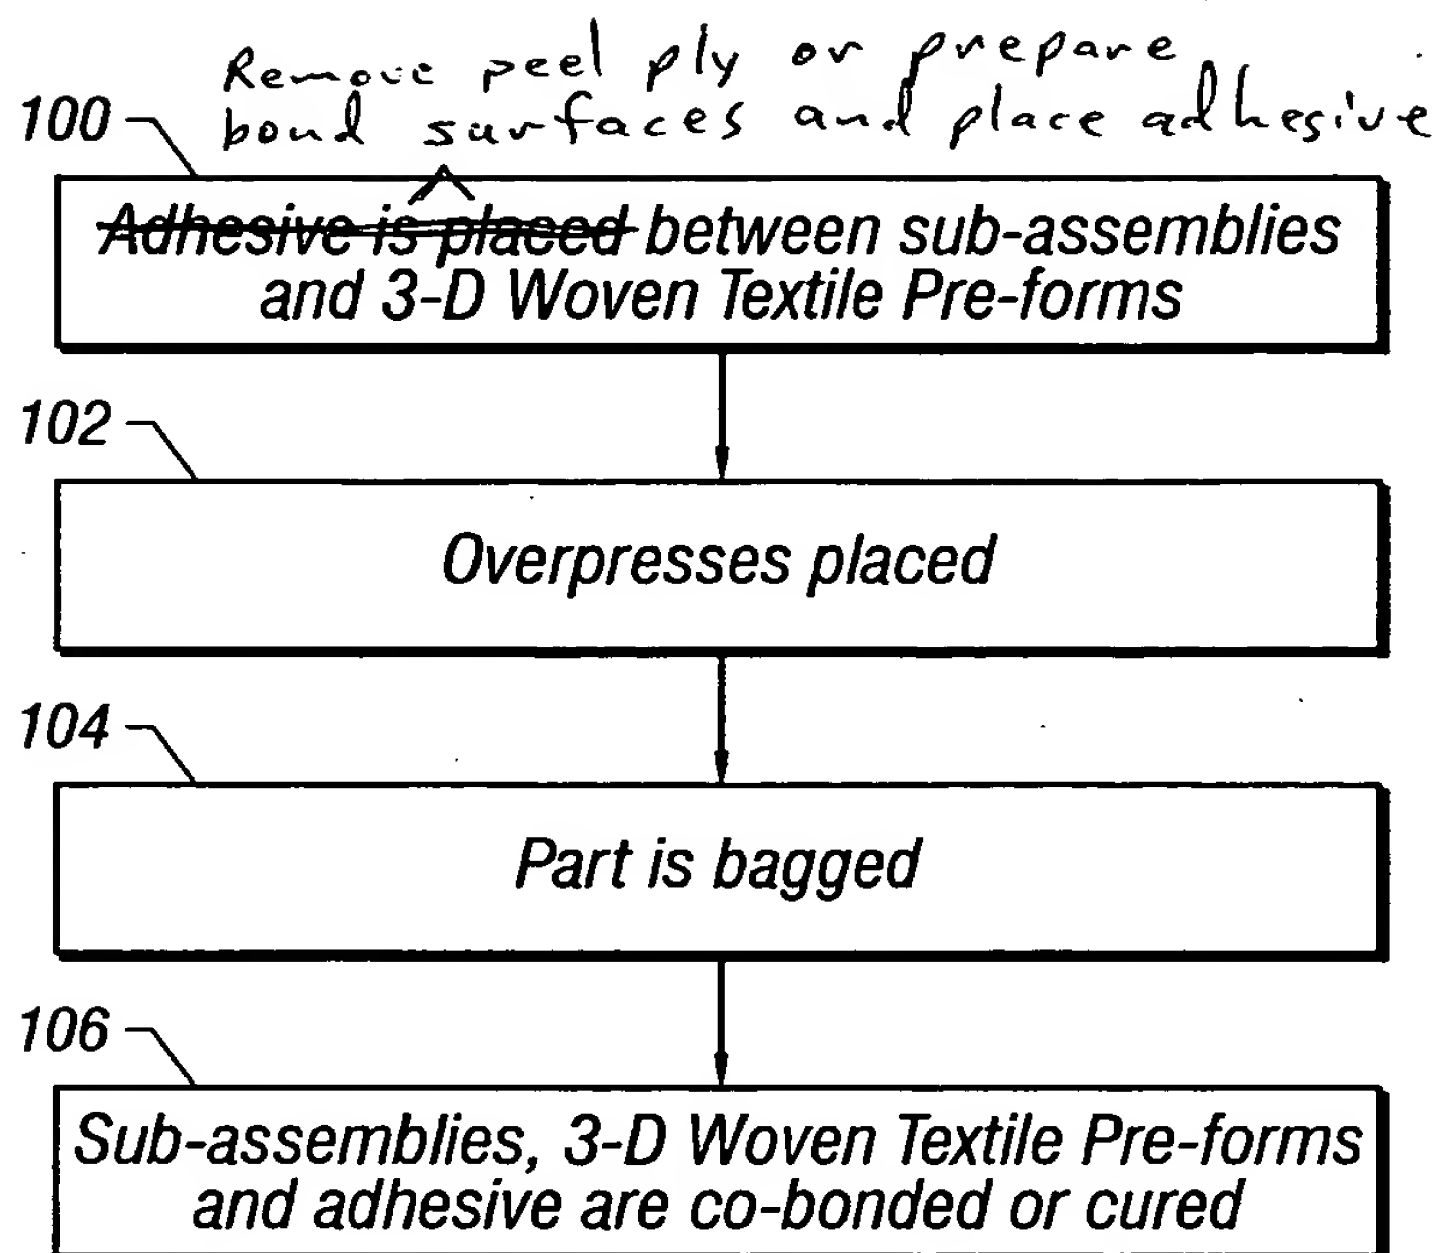 Remove peel ply or prepare
100 bond surfaces and place adhesive
Adhesive is placed between sub-assemblies
and 3-D Woven Textile Pre-forms
102
Overpresses placed
104
Part is bagged
106
Sub-assemblies, 3-D Woven Textile Pre-forms
and adhesive are co-bonded or cured